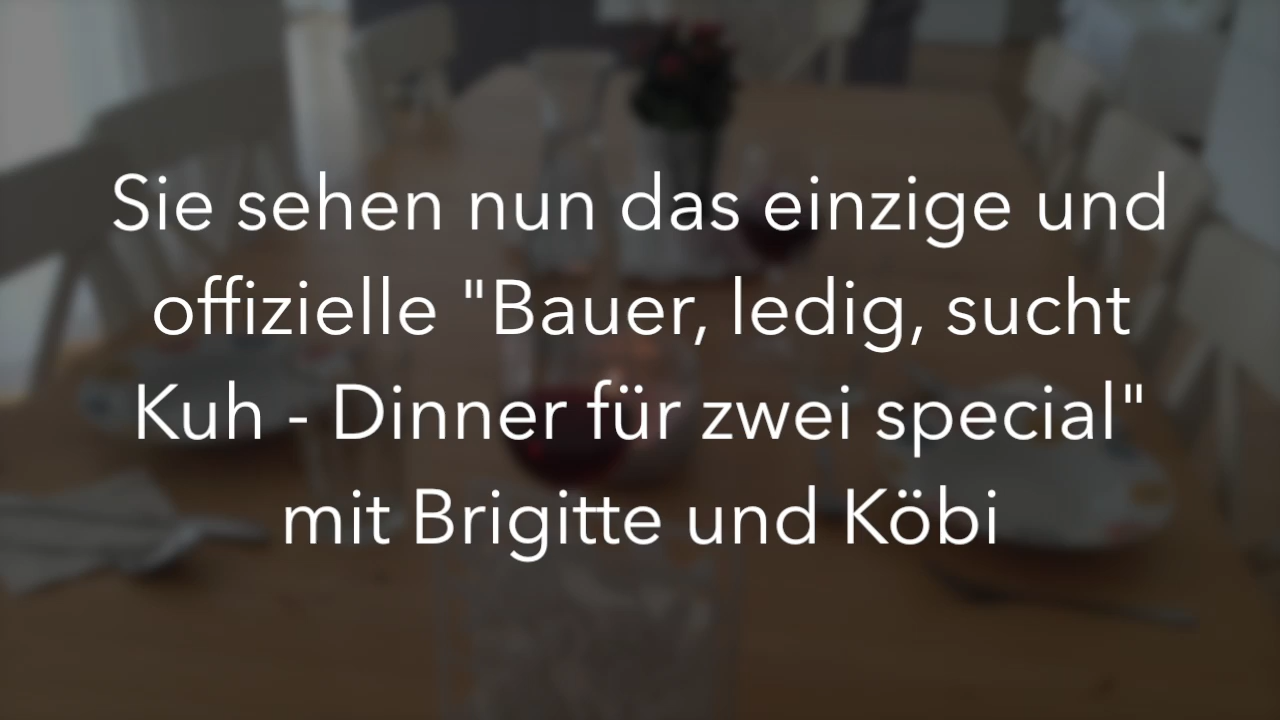 Sie sehen nun das einzige und
offizielle "Bauer, ledig, sucht
Kuh - Dinner für zwei special"
mit Brigitte und Köbi